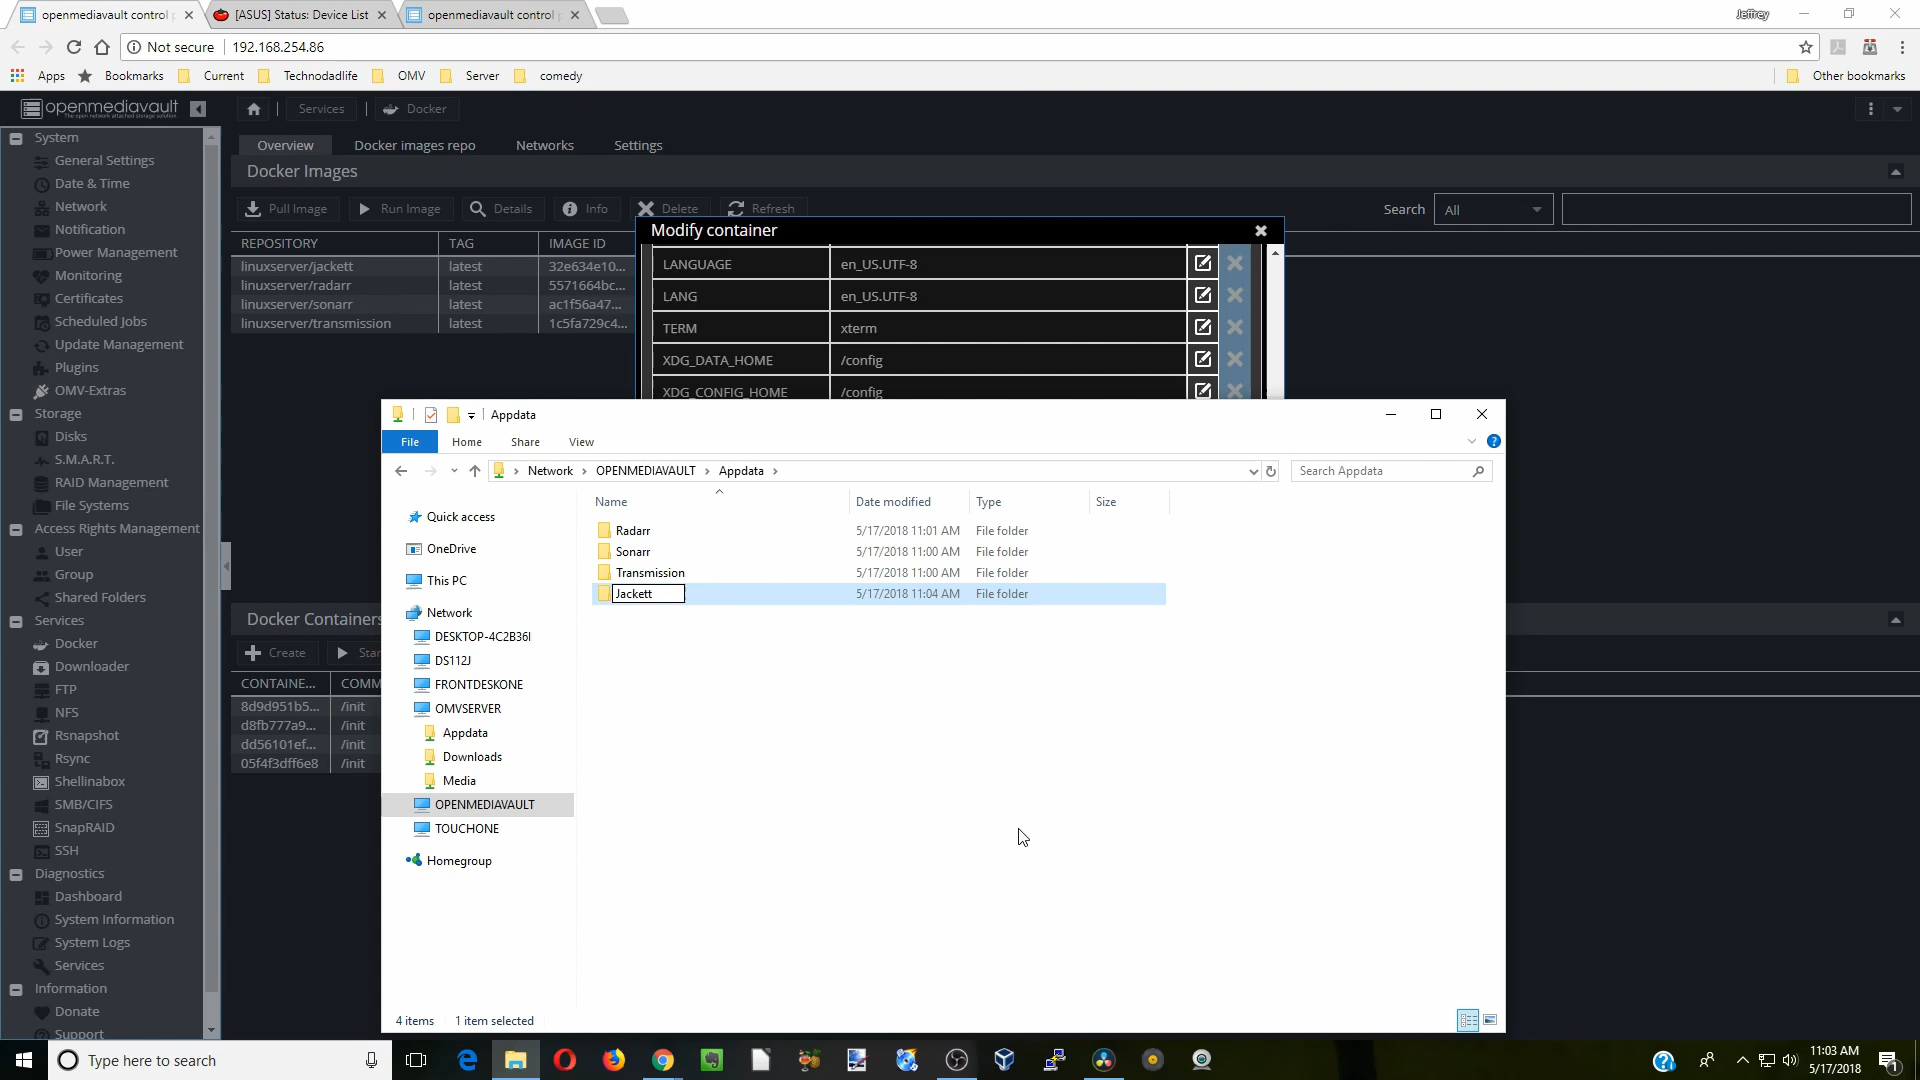 openmediavault control p
[ASUS] Status: Device List
openmediavault control p
Jeffrey
Not secure
192.168.254.86
Apps
Bookmarks
Current
Technodadlife
OMV
Server
comedy
Other bookmarks
openmediavault
The open network attached storage solution
Services
Docker
System
General Settings
Date & Time
Network
Notification
Power Management
Monitoring
Certificates
Scheduled Jobs
Update Management
Plugins
OMV-Extras
Storage
Disks
S.M.A.R.T.
RAID Management
File Systems
Access Rights Management
User
Group
Shared Folders
Services
Docker
Downloader
FTP
NFS
Rsnapshot
Rsync
Shellinabox
SMB/CIFS
SnapRAID
SSH
Diagnostics
Dashboard
System Information
System Logs
Services
Information
Donate
Support
Overview
Docker images repo
Networks
Settings
Docker Images
Pull Image
Run Image
Details
Info
Delete
Refresh
Search
All
REPOSITORY TAG IMAGE ID
linuxserver/jackett latest 32e634e10...
linuxserver/radarr latest 5571664bc...
linuxserver/sonarr latest ac1f56a47...
linuxserver/transmission latest 1c5fa729c4...
Modify container
LANGUAGE en_US.UTF-8
LANG en_US.UTF-8
TERM xterm
XDG_DATA_HOME /config
XDG_CONFIG_HOME /config
Docker Containers
Create
Star
CONTAINE... COMM
8d9d951b5... /init
d8fb777a9... /init
dd56101ef... /init
05f4f3dff6e8 /init
Appdata
File
Home
Share
View
Network
OPENMEDIAVAULT
Appdata
Search Appdata
Quick access
OneDrive
This PC
Network
DESKTOP-4C2B36I
DS112J
FRONTDESKONE
OMVSERVER
Appdata
Downloads
Media
OPENMEDIAVAULT
TOUCHONE
Homegroup
Name Date modified Type Size
Radarr 5/17/2018 11:01 AM File folder
Sonarr 5/17/2018 11:00 AM File folder
Transmission 5/17/2018 11:00 AM File folder
Jackett 5/17/2018 11:04 AM File folder
4 items
1 item selected
Type here to search
11:03 AM
5/17/2018
1